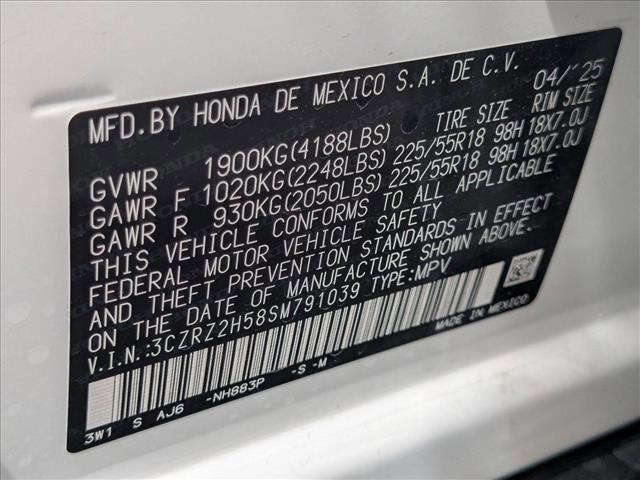 MFD.BY HONDA DE MEXICO S.A. DE C.V. 04/'25
TIRE SIZE RIM SIZE
GVWR 1900KG(4188LBS)
GAWR F 1020KG(2248LBS) 225/55R18 98H 18X7.0J
GAWR R 930KG(2050LBS) 225/55R18 98H 18X7.0J
THIS VEHICLE CONFORMS TO ALL APPLICABLE
FEDERAL MOTOR VEHICLE SAFETY
AND THEFT PREVENTION STANDARDS IN EFFECT
ON THE DATE OF MANUFACTURE SHOWN ABOVE.
V.I.N.:3CZRZ2H58SM791039 TYPE:MPV
MADE IN MEXICO
3W1 S AJ6 -NH883P -S -M